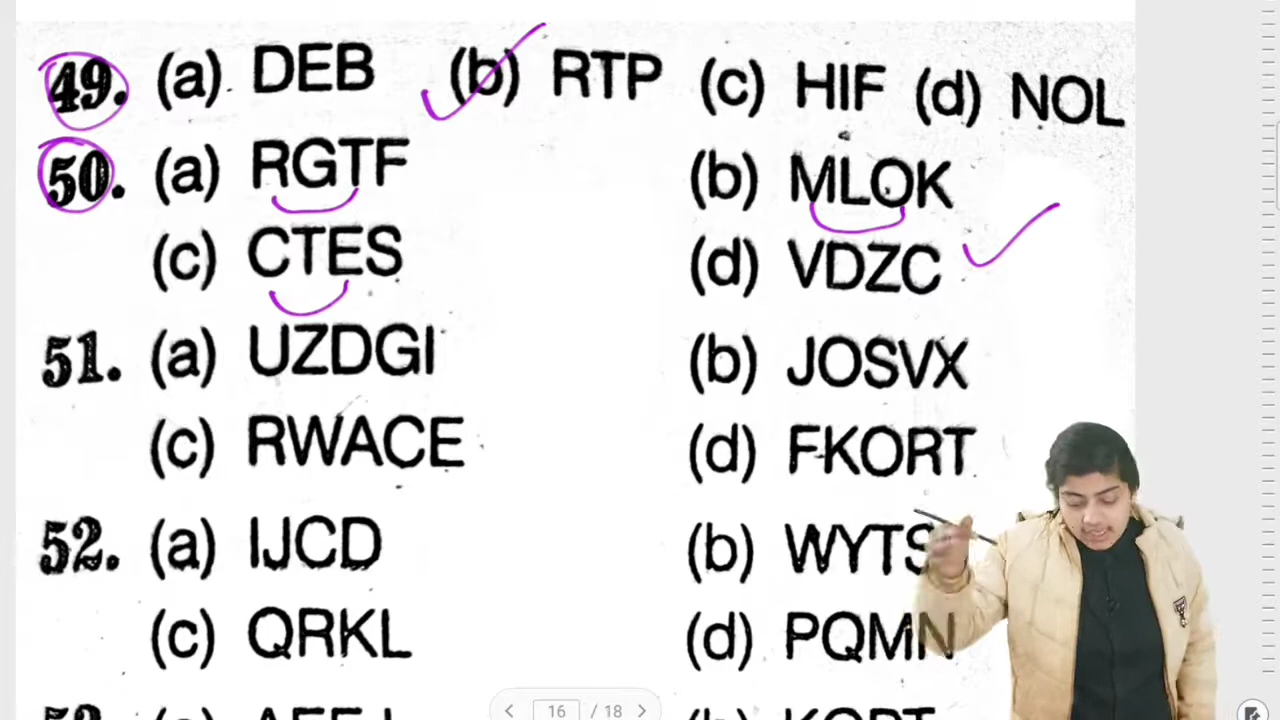 49. (a) DEB (b) RTP (c) HIF (d) NOL
50. (a) RGTF (b) MLOK
(c) CTES (d) VDZC
51. (a) UZDGI (b) JOSVX
(c) RWACE (d) FKORT
52. (a) IJCD (b) WYTS
(c) QRKL (d) PQMN
16 / 18